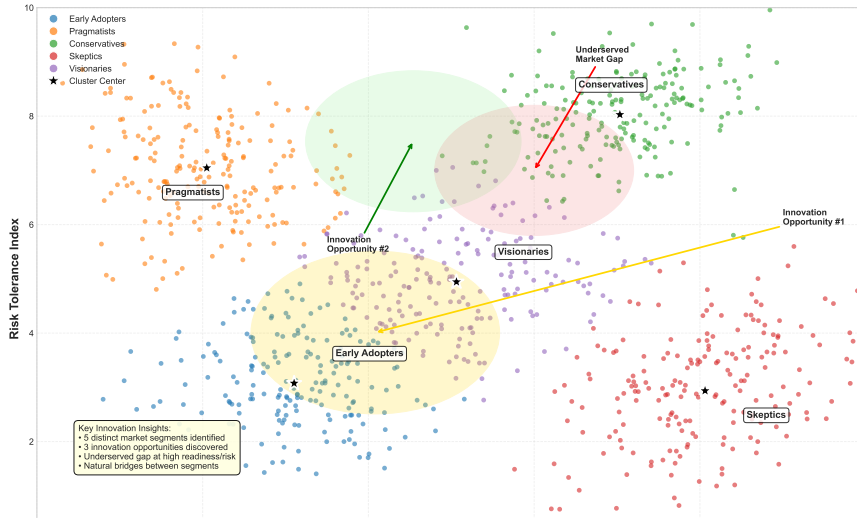 10
8
6
4
2
Risk Tolerance Index
Early Adopters
Pragmatists
Conservatives
Skeptics
Visionaries
Cluster Center
Underserved
Market Gap
Conservatives
Pragmatists
Innovation
Opportunity #1
Innovation
Opportunity #2
Visionaries
Early Adopters
Skeptics
Key Innovation Insights:
• 5 distinct market segments identified
• 3 innovation opportunities discovered
• Underserved gap at high readiness/risk
• Natural bridges between segments